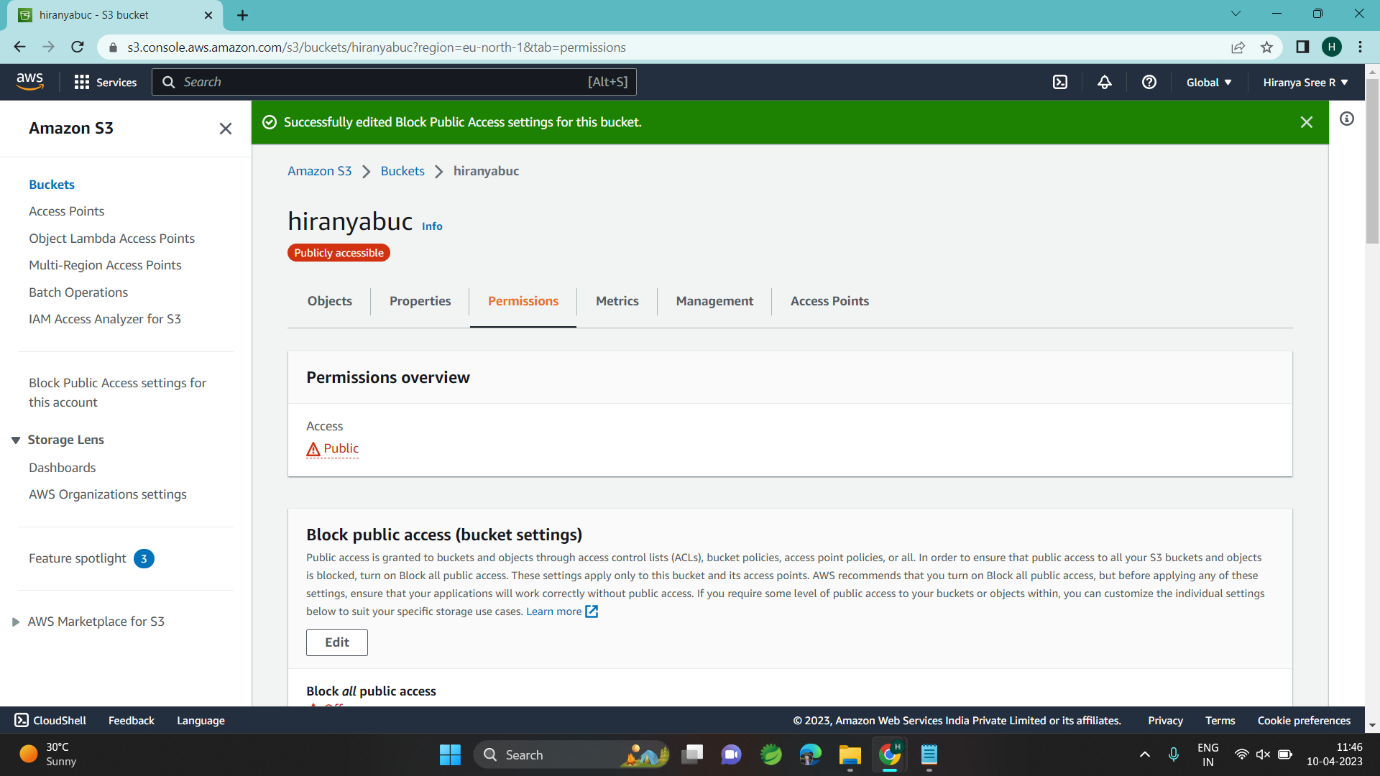 hiranyabuc - S3 bucket
s3.console.aws.amazon.com/s3/buckets/hiranyabuc?region=eu-north-1&tab=permissions
H
aws
Services
Search
[Alt+S]
Global
Hiranya Sree R
Amazon S3
Buckets
Access Points
Object Lambda Access Points
Multi-Region Access Points
Batch Operations
IAM Access Analyzer for S3
Block Public Access settings for
this account
Storage Lens
Dashboards
AWS Organizations settings
Feature spotlight 3
AWS Marketplace for S3
Successfully edited Block Public Access settings for this bucket.
Amazon S3 > Buckets > hiranyabuc
hiranyabuc Info
Publicly accessible
Objects
Properties
Permissions
Metrics
Management
Access Points
Permissions overview
Access
Public
Block public access (bucket settings)
Public access is granted to buckets and objects through access control lists (ACLs), bucket policies, access point policies, or all. In order to ensure that public access to all your S3 buckets and objects
is blocked, turn on Block all public access. These settings apply only to this bucket and its access points. AWS recommends that you turn on Block all public access, but before applying any of these
settings, ensure that your applications will work correctly without public access. If you require some level of public access to your buckets or objects within, you can customize the individual settings
below to suit your specific storage use cases. Learn more
Edit
Block all public access
CloudShell
Feedback
Language
© 2023, Amazon Web Services India Private Limited or its affiliates.
Privacy
Terms
Cookie preferences
30°C
Sunny
Search
H
ENG
IN
11:46
10-04-2023